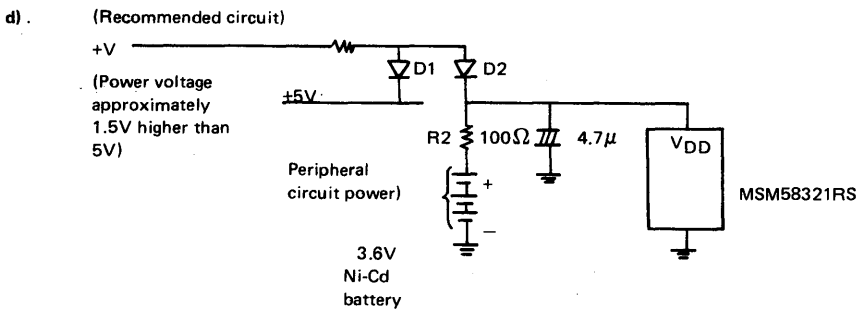 d). (Recommended circuit)
+V
(Power voltage
approximately
1.5V higher than
5V)
D1
D2
+5V
R2
100Ω
4.7μ
VDD
MSM58321RS
Peripheral
circuit power)
+
−
3.6V
Ni-Cd
battery